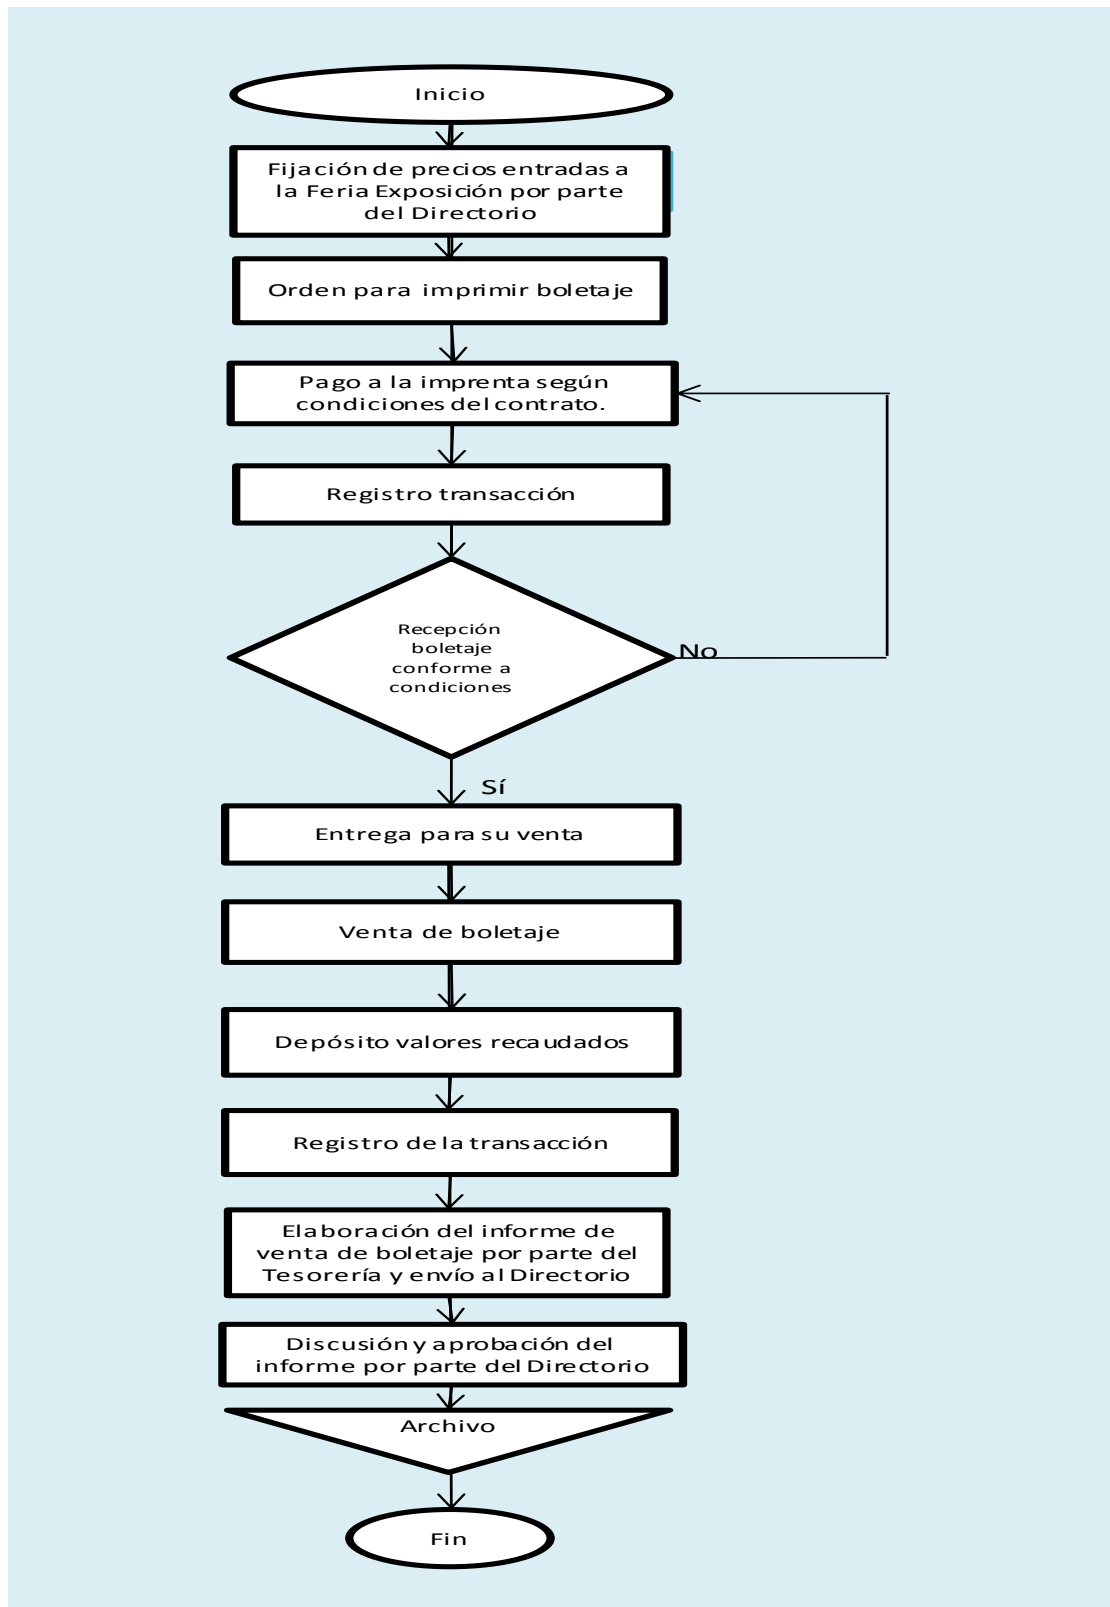 Inicio
Fijación de precios entradas a
la Feria Exposición por parte
del Directorio
Orden para imprimir boletaje
Pago a la imprenta según
condiciones del contrato.
Registro transacción
Recepción
boletaje
conforme a
condiciones
No
Sí
Entrega para su venta
Venta de boletaje
Depósito valores recaudados
Registro de la transacción
Elaboración del informe de
venta de boletaje por parte del
Tesorería y envío al Directorio
Discusión y aprobación del
informe por parte del Directorio
Archivo
Fin